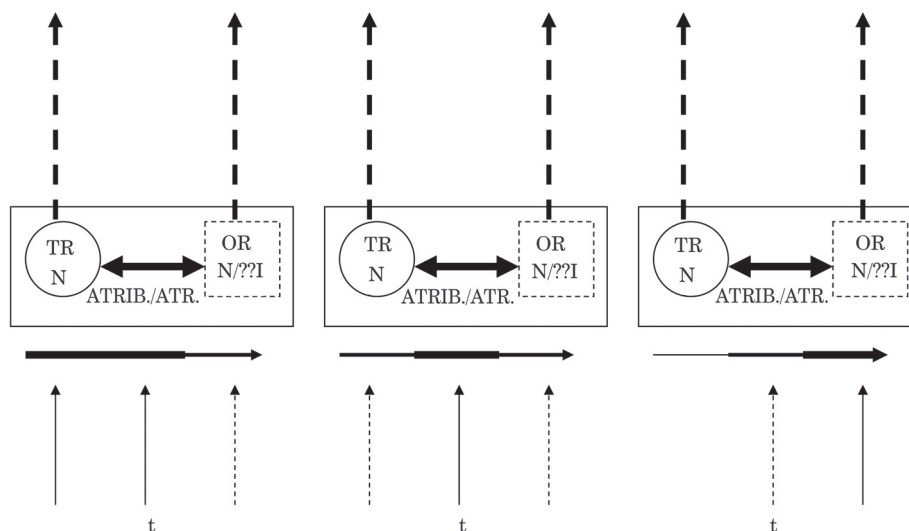 TR
N
OR
N/??I
ATRIB./ATR.
t
TR
N
OR
N/??I
ATRIB./ATR.
t
TR
N
OR
N/??I
ATRIB./ATR.
t